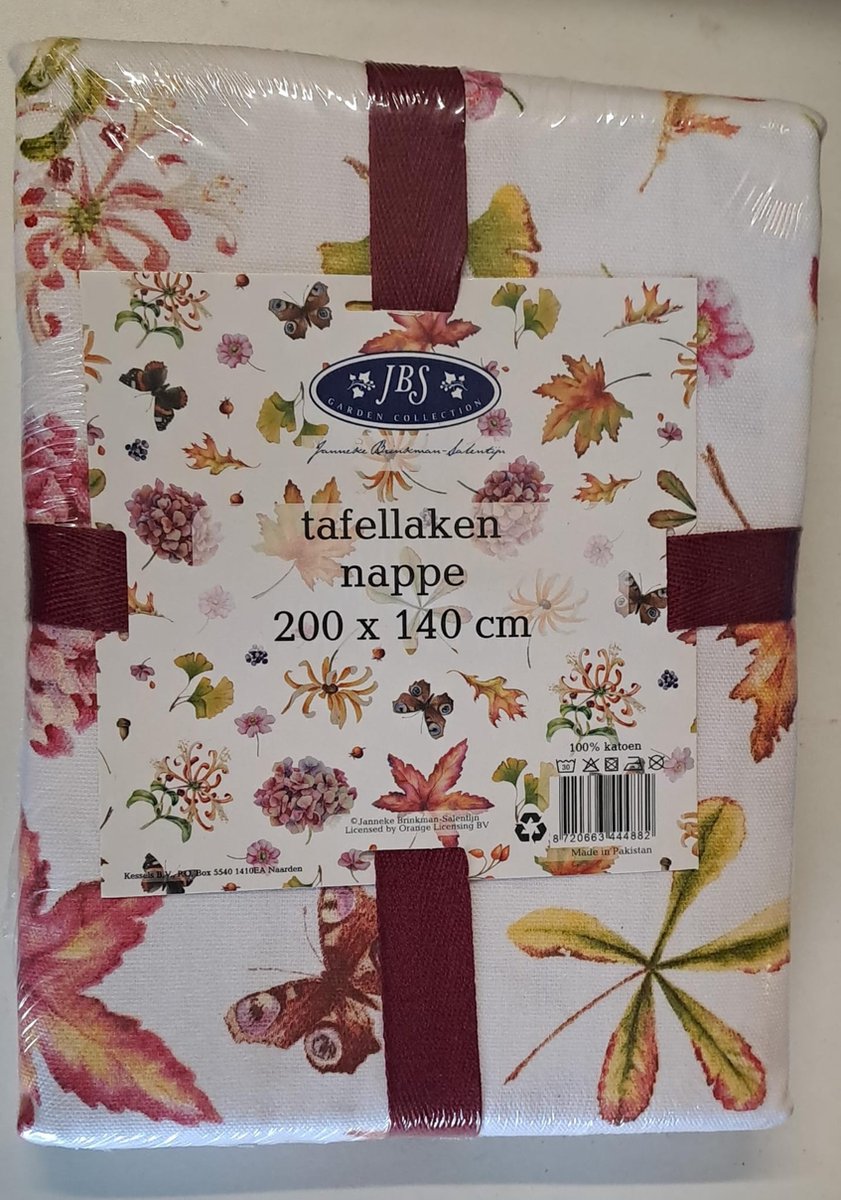 JBS
GARDEN COLLECTION
Janneke Brinkman-Salentijn
tafellaken
nappe
200 x 140 cm
100% katoen
30
8 720663 444882
©Janneke Brinkman-Salentijn
Licensed by Orange Licensing BV
Made in Pakistan
Kessels B.V., P.O. Box 5540 1410EA Naarden